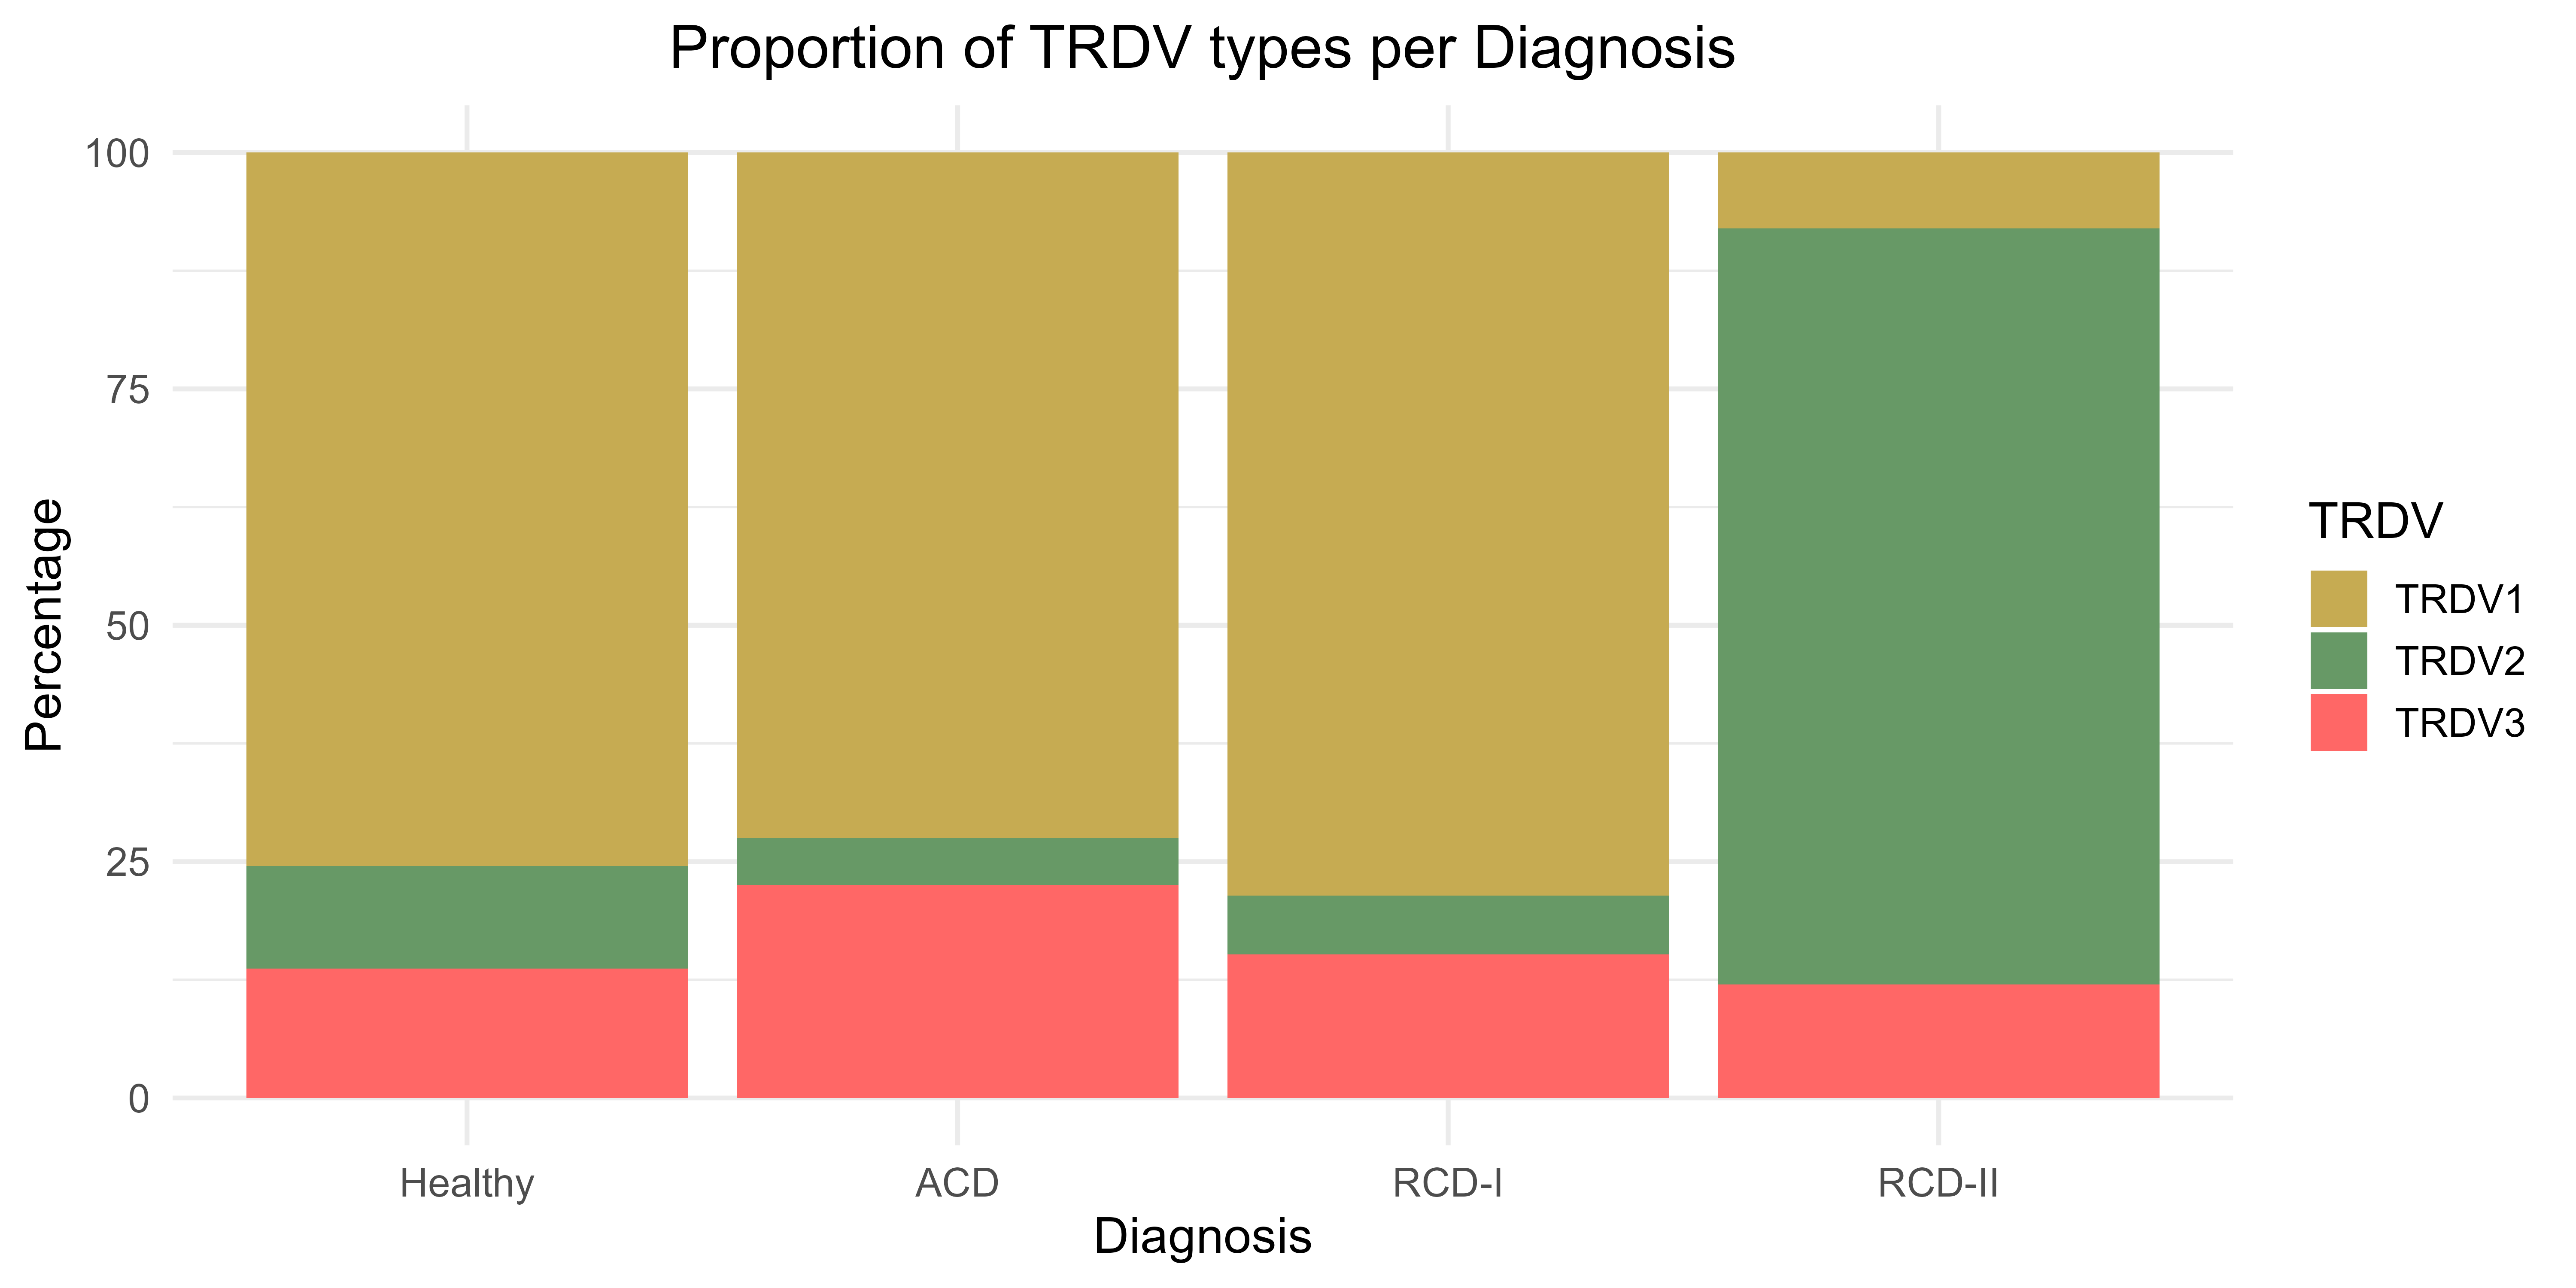 Proportion of TRDV types per Diagnosis
Percentage
100
75
50
25
0
Healthy ACD RCD-I RCD-II
Diagnosis
TRDV
TRDV1
TRDV2
TRDV3